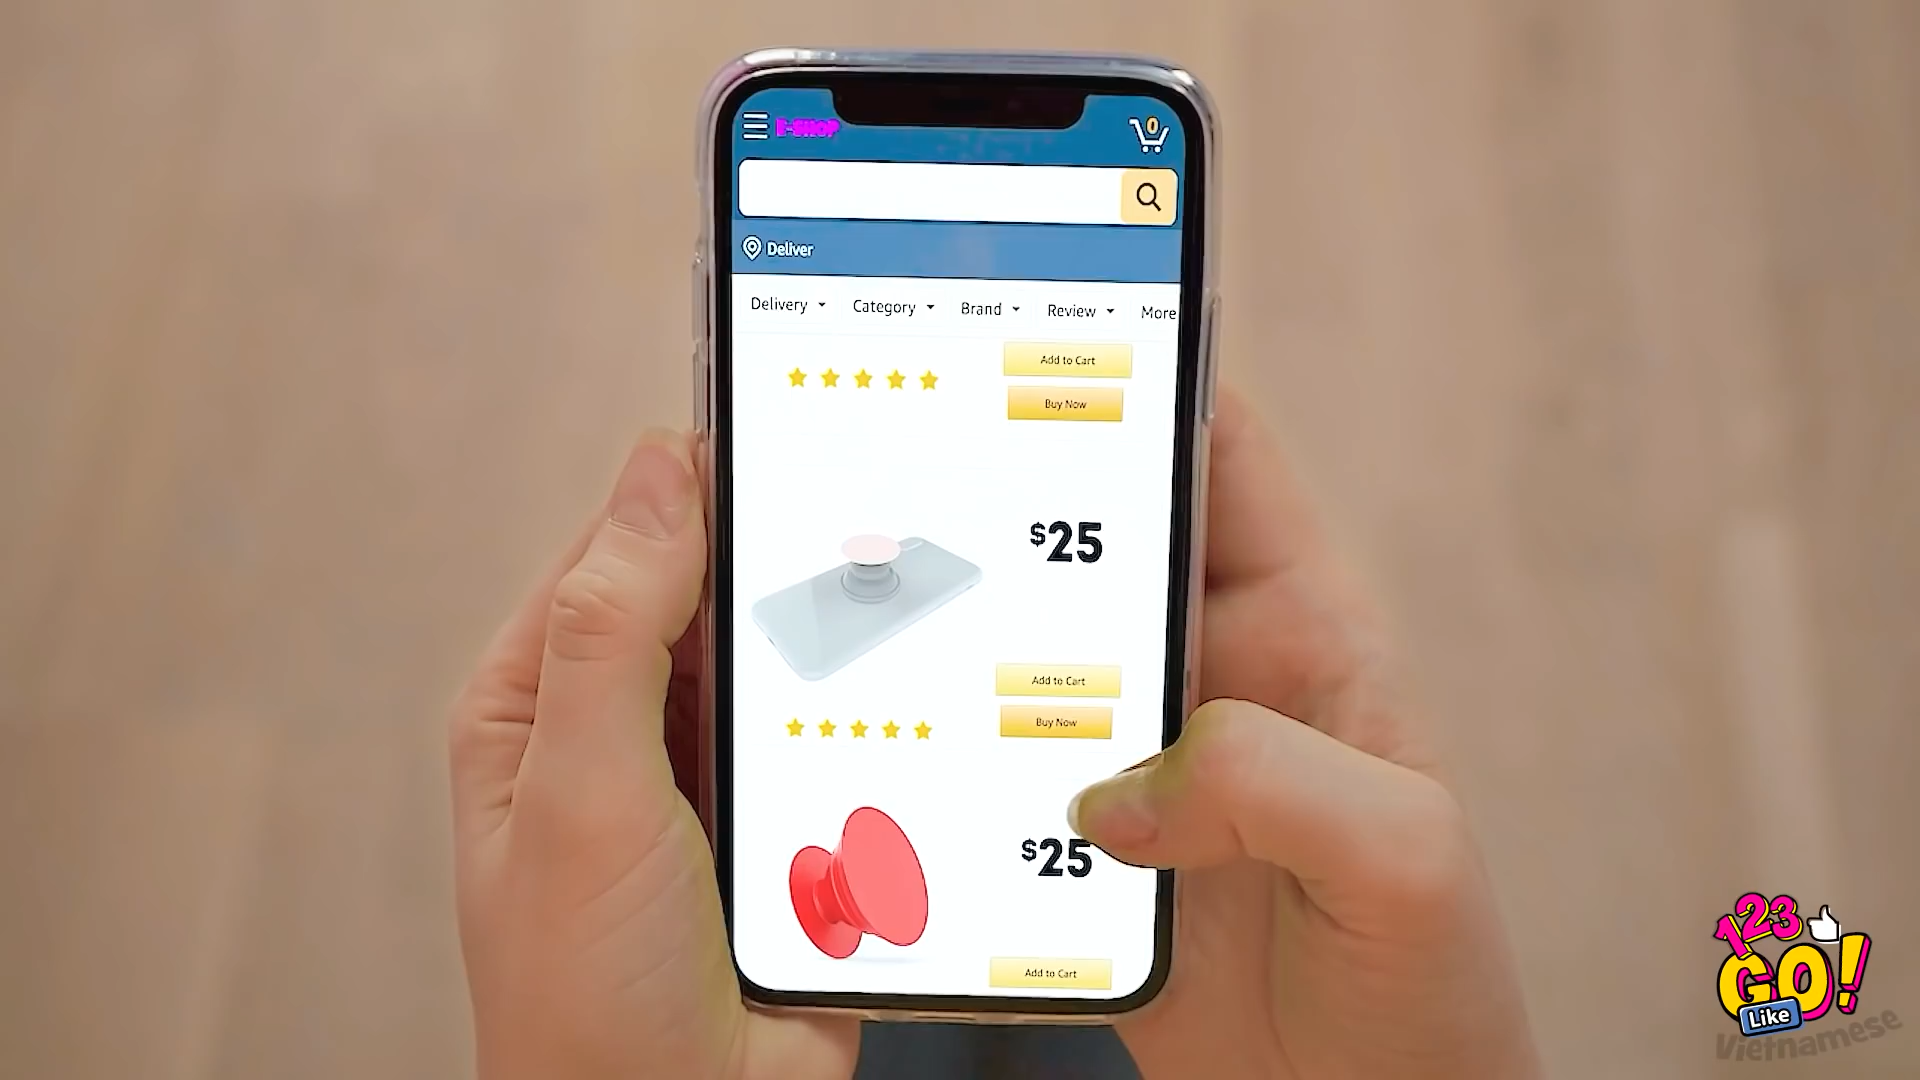 E-SHOP
0
Deliver
Delivery
Category
Brand
Review
More
Add to Cart
Buy Now
$25
Add to Cart
Buy Now
$25
Add to Cart
123
GO!
Like
Vietnamese